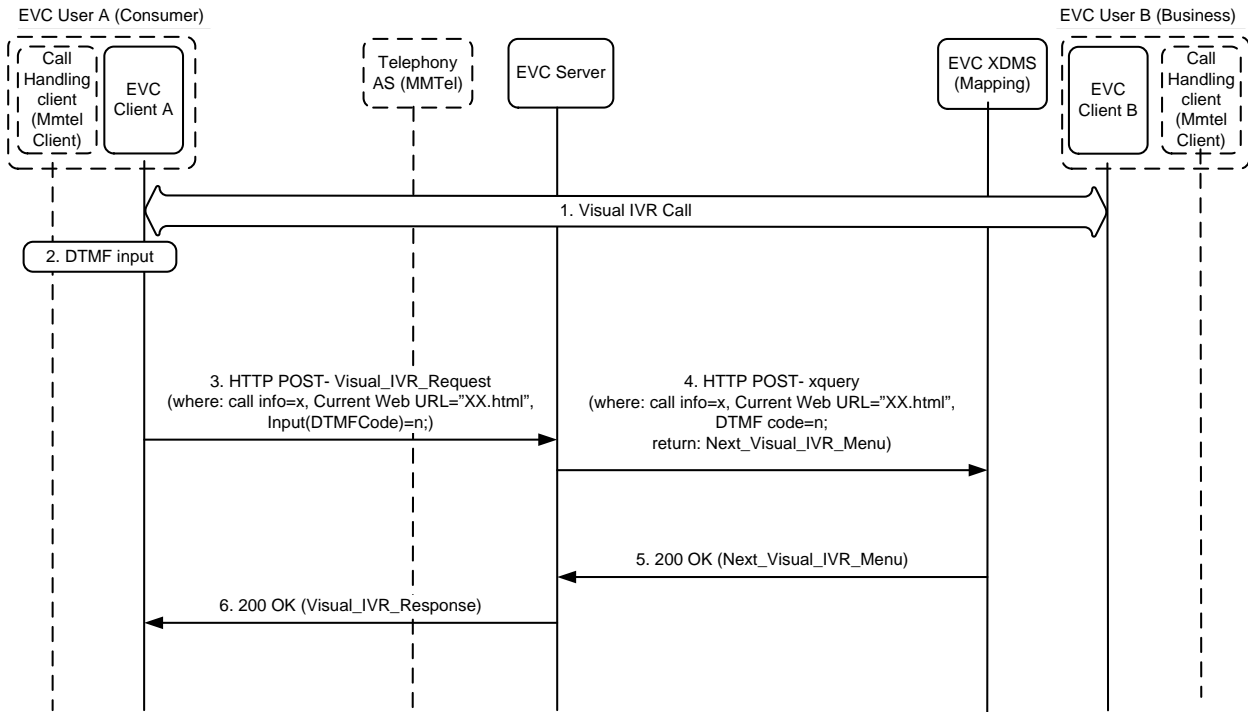 EVC User A (Consumer)
EVC User B (Business)
Call
Handling
client
(Mmtel
Client)
EVC
Client A
Telephony
AS (MMTel)
EVC Server
EVC XDMS
(Mapping)
EVC
Client B
Call
Handling
client
(Mmtel
Client)
1. Visual IVR Call
2. DTMF input
3. HTTP POST- Visual_IVR_Request
(where: call info=x, Current Web URL=”XX.html”,
Input(DTMFCode)=n;)
4. HTTP POST- xquery
(where: call info=x, Current Web URL=”XX.html”,
DTMF code=n;
return: Next_Visual_IVR_Menu)
5. 200 OK (Next_Visual_IVR_Menu)
6. 200 OK (Visual_IVR_Response)